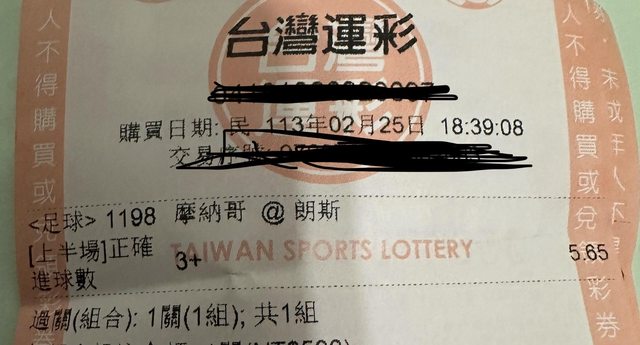 台灣運彩
購買日期: 民 113年02月25日 18:39:08
<足球> 1198 摩納哥 @ 朗斯
[上半場]正確進球數 3+ 5.65
TAIWAN SPORTS LOTTERY
過關(組合): 1關(1組); 共1組
人不得購買或兌
未成年人不得購買或兌
彩券